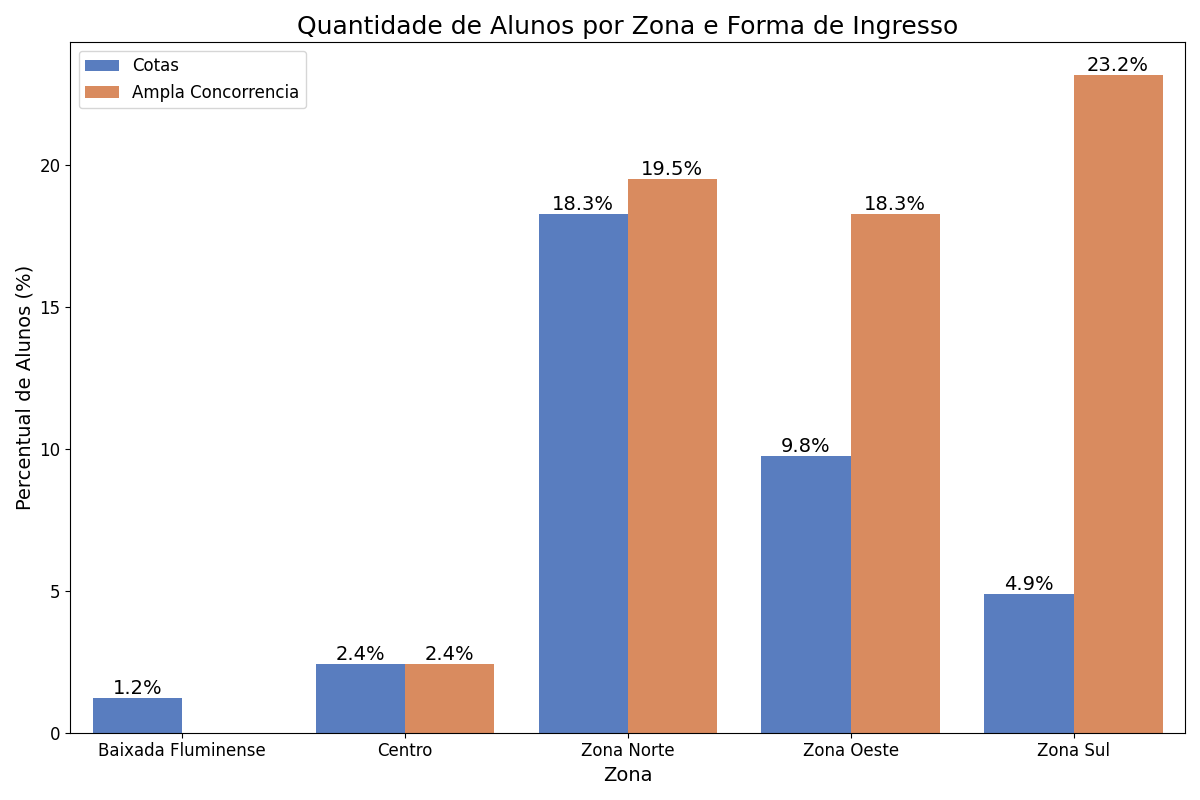 Quantidade de Alunos por Zona e Forma de Ingresso
Cotas
Ampla Concorrencia
Percentual de Alunos (%)
20
15
10
5
0
1.2%
2.4%
2.4%
18.3%
19.5%
9.8%
18.3%
4.9%
23.2%
Baixada Fluminense
Centro
Zona Norte
Zona Oeste
Zona Sul
Zona